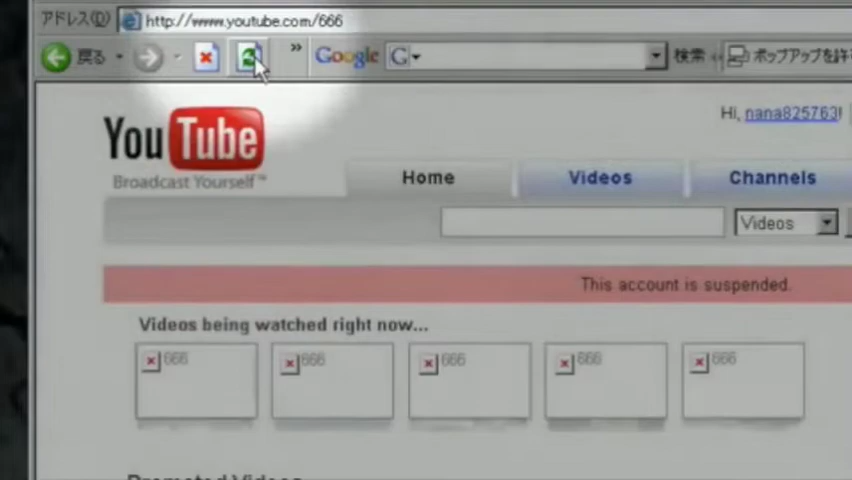 アドレス(D) http://www.youtube.com/666
戻る Google G 検索 ポップアップを許
Hi, nana825763!
YouTube
Broadcast Yourself™
Home Videos Channels
Videos
This account is suspended.
Videos being watched right now...
666 666 666 666 666
Promoted Videos